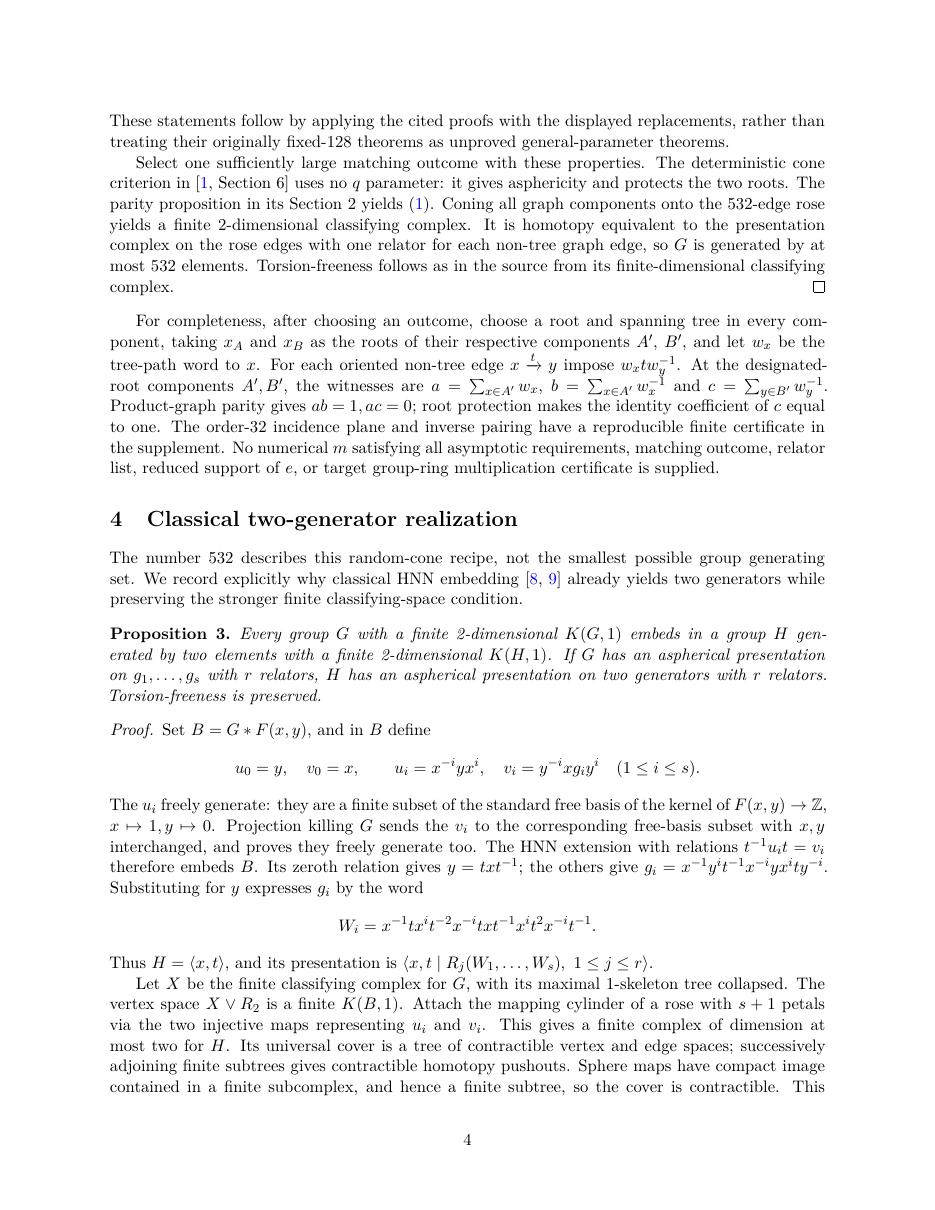 These statements follow by applying the cited proofs with the displayed replacements, rather than
treating their originally fixed-128 theorems as unproved general-parameter theorems.
Select one sufficiently large matching outcome with these properties. The deterministic cone
criterion in [1, Section 6] uses no q parameter: it gives asphericity and protects the two roots. The
parity proposition in its Section 2 yields (1). Coning all graph components onto the 532-edge rose
yields a finite 2-dimensional classifying complex. It is homotopy equivalent to the presentation
complex on the rose edges with one relator for each non-tree graph edge, so G is generated by at
most 532 elements. Torsion-freeness follows as in the source from its finite-dimensional classifying
complex. □
For completeness, after choosing an outcome, choose a root and spanning tree in every com-
ponent, taking x_A and x_B as the roots of their respective components A′, B′, and let w_x be the
tree-path word to x. For each oriented non-tree edge x →^t y impose w_x t w_y^{-1}. At the designated-
root components A′, B′, the witnesses are a = ∑_{x∈A′} w_x, b = ∑_{x∈A′} w_x^{-1} and c = ∑_{y∈B′} w_y^{-1}.
Product-graph parity gives ab = 1, ac = 0; root protection makes the identity coefficient of c equal
to one. The order-32 incidence plane and inverse pairing have a reproducible finite certificate in
the supplement. No numerical m satisfying all asymptotic requirements, matching outcome, relator
list, reduced support of e, or target group-ring multiplication certificate is supplied.
4 Classical two-generator realization
The number 532 describes this random-cone recipe, not the smallest possible group generating
set. We record explicitly why classical HNN embedding [8, 9] already yields two generators while
preserving the stronger finite classifying-space condition.
Proposition 3. Every group G with a finite 2-dimensional K(G, 1) embeds in a group H gen-
erated by two elements with a finite 2-dimensional K(H, 1). If G has an aspherical presentation
on g_1, . . . , g_s with r relators, H has an aspherical presentation on two generators with r relators.
Torsion-freeness is preserved.
Proof. Set B = G ∗ F(x, y), and in B define
u_0 = y, v_0 = x, u_i = x^{-i}yx^i, v_i = y^{-i}xg_iy^i (1 ≤ i ≤ s).
The u_i freely generate: they are a finite subset of the standard free basis of the kernel of F(x, y) → ℤ,
x ↦ 1, y ↦ 0. Projection killing G sends the v_i to the corresponding free-basis subset with x, y
interchanged, and proves they freely generate too. The HNN extension with relations t^{-1}u_it = v_i
therefore embeds B. Its zeroth relation gives y = txt^{-1}; the others give g_i = x^{-1}y^it^{-1}x^{-i}yx^ity^{-i}.
Substituting for y expresses g_i by the word
W_i = x^{-1}tx^it^{-2}x^{-i}txt^{-1}x^it^2x^{-i}t^{-1}.
Thus H = ⟨x, t⟩, and its presentation is ⟨x, t | R_j(W_1, . . . , W_s), 1 ≤ j ≤ r⟩.
Let X be the finite classifying complex for G, with its maximal 1-skeleton tree collapsed. The
vertex space X ∨ R_2 is a finite K(B, 1). Attach the mapping cylinder of a rose with s + 1 petals
via the two injective maps representing u_i and v_i. This gives a finite complex of dimension at
most two for H. Its universal cover is a tree of contractible vertex and edge spaces; successively
adjoining finite subtrees gives contractible homotopy pushouts. Sphere maps have compact image
contained in a finite subcomplex, and hence a finite subtree, so the cover is contractible. This
4